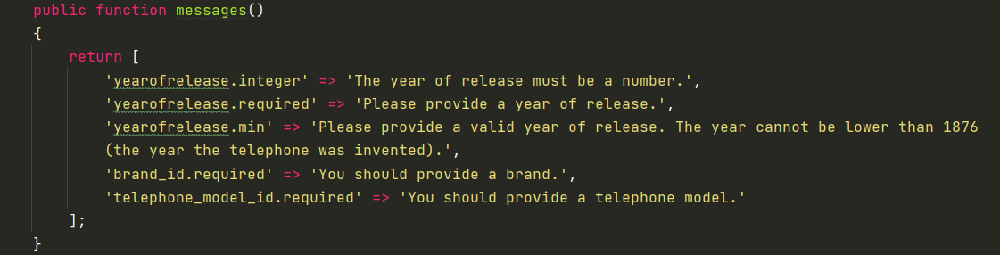 public function messages()
{
return [
'yearofrelease.integer' => 'The year of release must be a number.',
'yearofrelease.required' => 'Please provide a year of release.',
'yearofrelease.min' => 'Please provide a valid year of release. The year cannot be lower than 1876
(the year the telephone was invented).',
'brand_id.required' => 'You should provide a brand.',
'telephone_model_id.required' => 'You should provide a telephone model.'
];
}